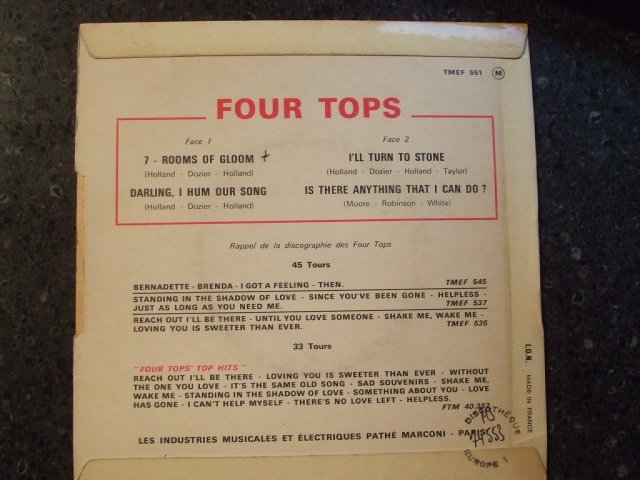 TMEF 551 M
FOUR TOPS
Face 1
7 - ROOMS OF GLOOM +
(Holland - Dozier - Holland)
DARLING, I HUM OUR SONG
(Holland - Dozier - Holland)
Face 2
I'LL TURN TO STONE
(Holland - Dozier - Holland - Taylor)
IS THERE ANYTHING THAT I CAN DO ?
(Moore - Robinson - White)
Rappel de la discographie des Four Tops
45 Tours
BERNADETTE - BRENDA - I GOT A FEELING - THEN. TMEF 545
STANDING IN THE SHADOW OF LOVE - SINCE YOU'VE BEEN GONE - HELPLESS -
JUST AS LONG AS YOU NEED ME. TMEF 537
REACH OUT I'LL BE THERE - UNTIL YOU LOVE SOMEONE - SHAKE ME, WAKE ME -
LOVING YOU IS SWEETER THAN EVER. TMEF 535
33 Tours
"FOUR TOPS' TOP HITS"
REACH OUT I'LL BE THERE - LOVING YOU IS SWEETER THAN EVER - WITHOUT
THE ONE YOU LOVE - IT'S THE SAME OLD SONG - SAD SOUVENIRS - SHAKE ME,
WAKE ME - STANDING IN THE SHADOW OF LOVE - SOMETHING ABOUT YOU - LOVE
HAS GONE - I CAN'T HELP MYSELF - THERE'S NO LOVE LEFT - HELPLESS.
FTM 40.
LES INDUSTRIES MUSICALES ET ÉLECTRIQUES PATHÉ MARCONI - PARIS
I.D.N. MADE IN FRANCE
DISCOTHÈQUE
EUROPE 1